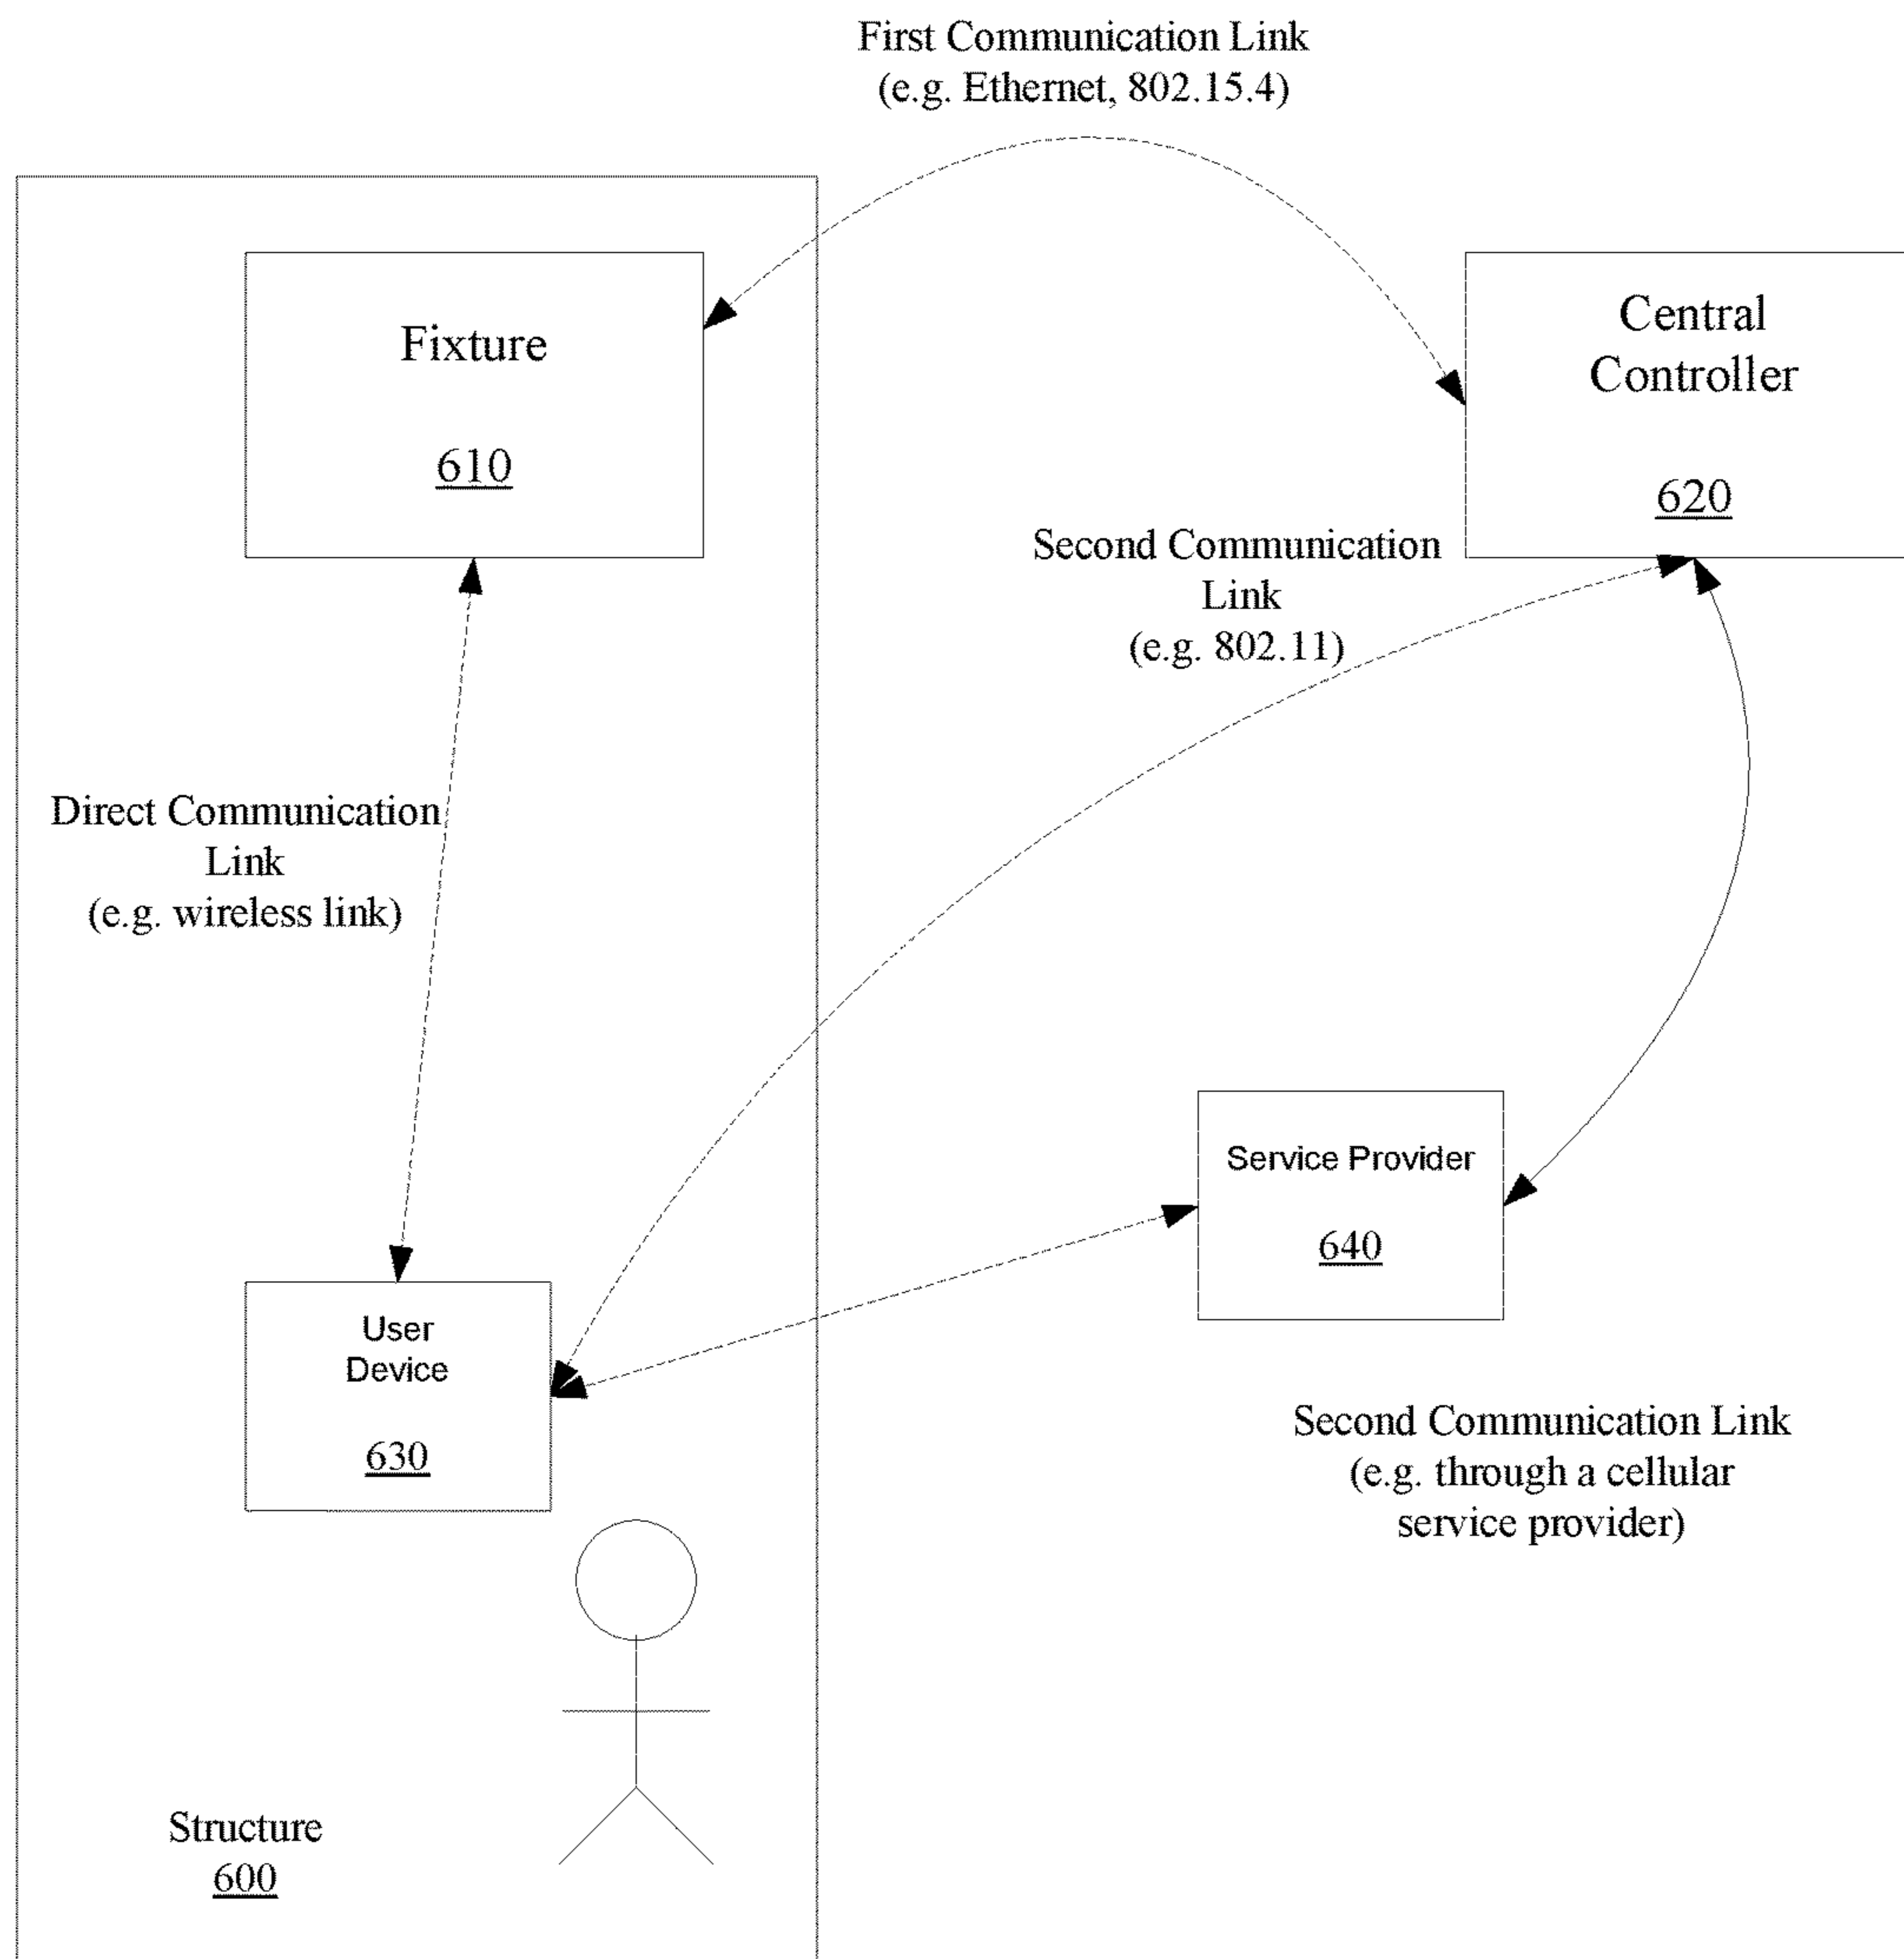 First Communication Link
(e.g. Ethernet, 802.15.4)
Fixture
610
Central
Controller
620
Second Communication
Link
(e.g. 802.11)
Direct Communication
Link
(e.g. wireless link)
Service Provider
640
User
Device
630
Second Communication Link
(e.g. through a cellular
service provider)
Structure
600